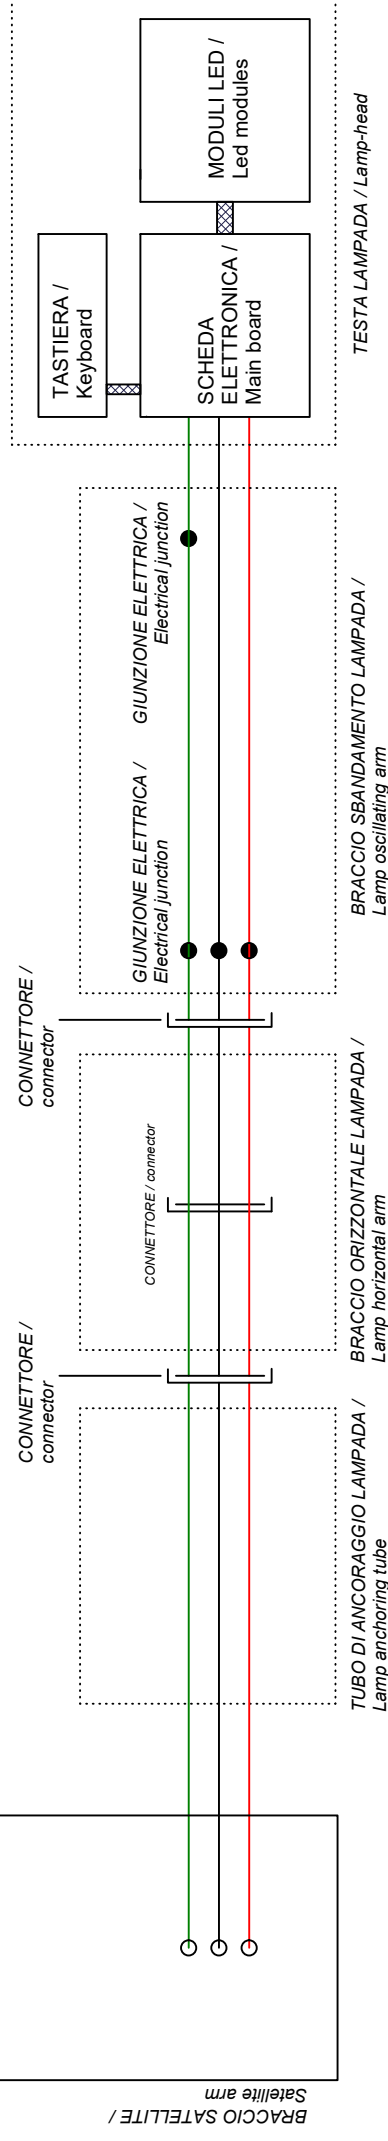 MODULI LED /
Led modules
TASTIERA /
Keyboard
SCHEDA
ELETTRONICA /
Main board
TESTA LAMPADA / Lamp-head
GIUNZIONE ELETTRICA /
Electrical junction
GIUNZIONE ELETTRICA /
Electrical junction
BRACCIO SBANDAMENTO LAMPADA /
Lamp oscillating arm
CONNETTORE /
connector
CONNETTORE / connector
BRACCIO ORIZZONTALE LAMPADA /
Lamp horizontal arm
CONNETTORE /
connector
TUBO DI ANCORAGGIO LAMPADA /
Lamp anchoring tube
BRACCIO SATELLITE /
Satellite arm